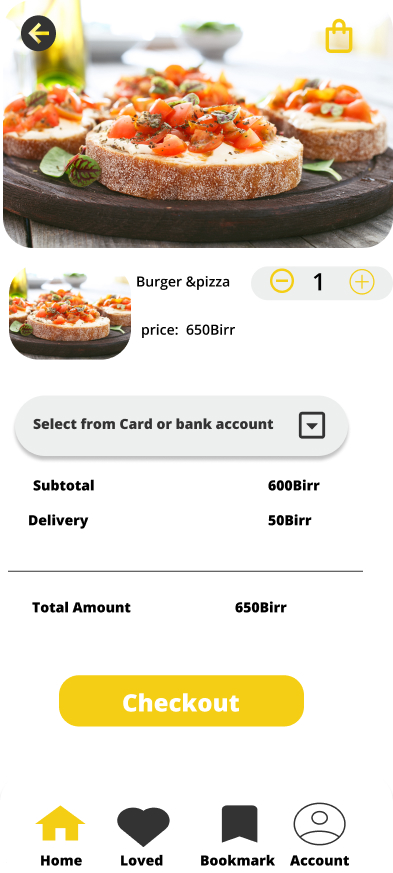 Burger &pizza
1
price: 650Birr
Select from Card or bank account
Subtotal 600Birr
Delivery 50Birr
Total Amount 650Birr
Checkout
Home Loved Bookmark Account